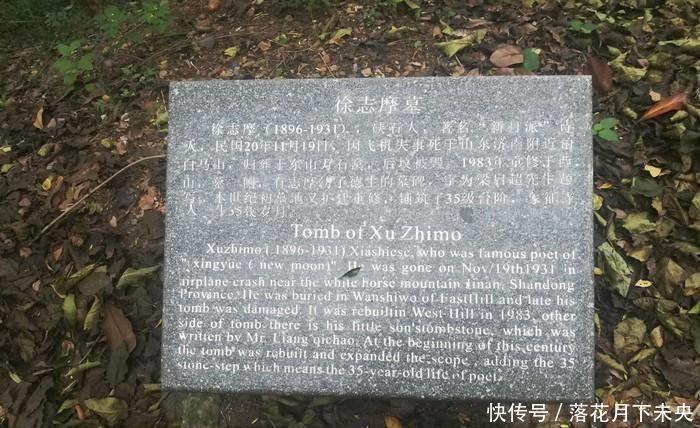 徐志摩墓
徐志摩(1896-1931),硖石人,著名“新月派”诗
人,民国20年11月19日,因飞机失事死于山东济南附近的
白马山,归葬于东山万石窝,后坟被毁。1983年重修于西
山,墓侧,有志摩幼子德生的墓碑,字为梁启超先生题
写,本世纪初墓地又扩建重修,铺筑了35级台阶,象征诗
人 35张岁月
Tomb of Xu Zhimo
Xuzhimo (1896-1931) Xiashiese, who was famous poet of
"xingyue (new moon)". He was gone on Nov/19th1931 in
airplane crash near the white horse mountain Jinan, Shandong
Province. He was buried in Wanshiwo of EastHill and late his
tomb was damaged. It was rebuiltin West Hill in 1983, other
side of tomb there is his little son'stombstone, which was
written by Mr. Liang qichao. At the beginning of this century
the tomb was rebuilt and expanded the scope, adding the 35
stone-step which means the 35-year-old life of poet.
快传号 / 落花月下未央